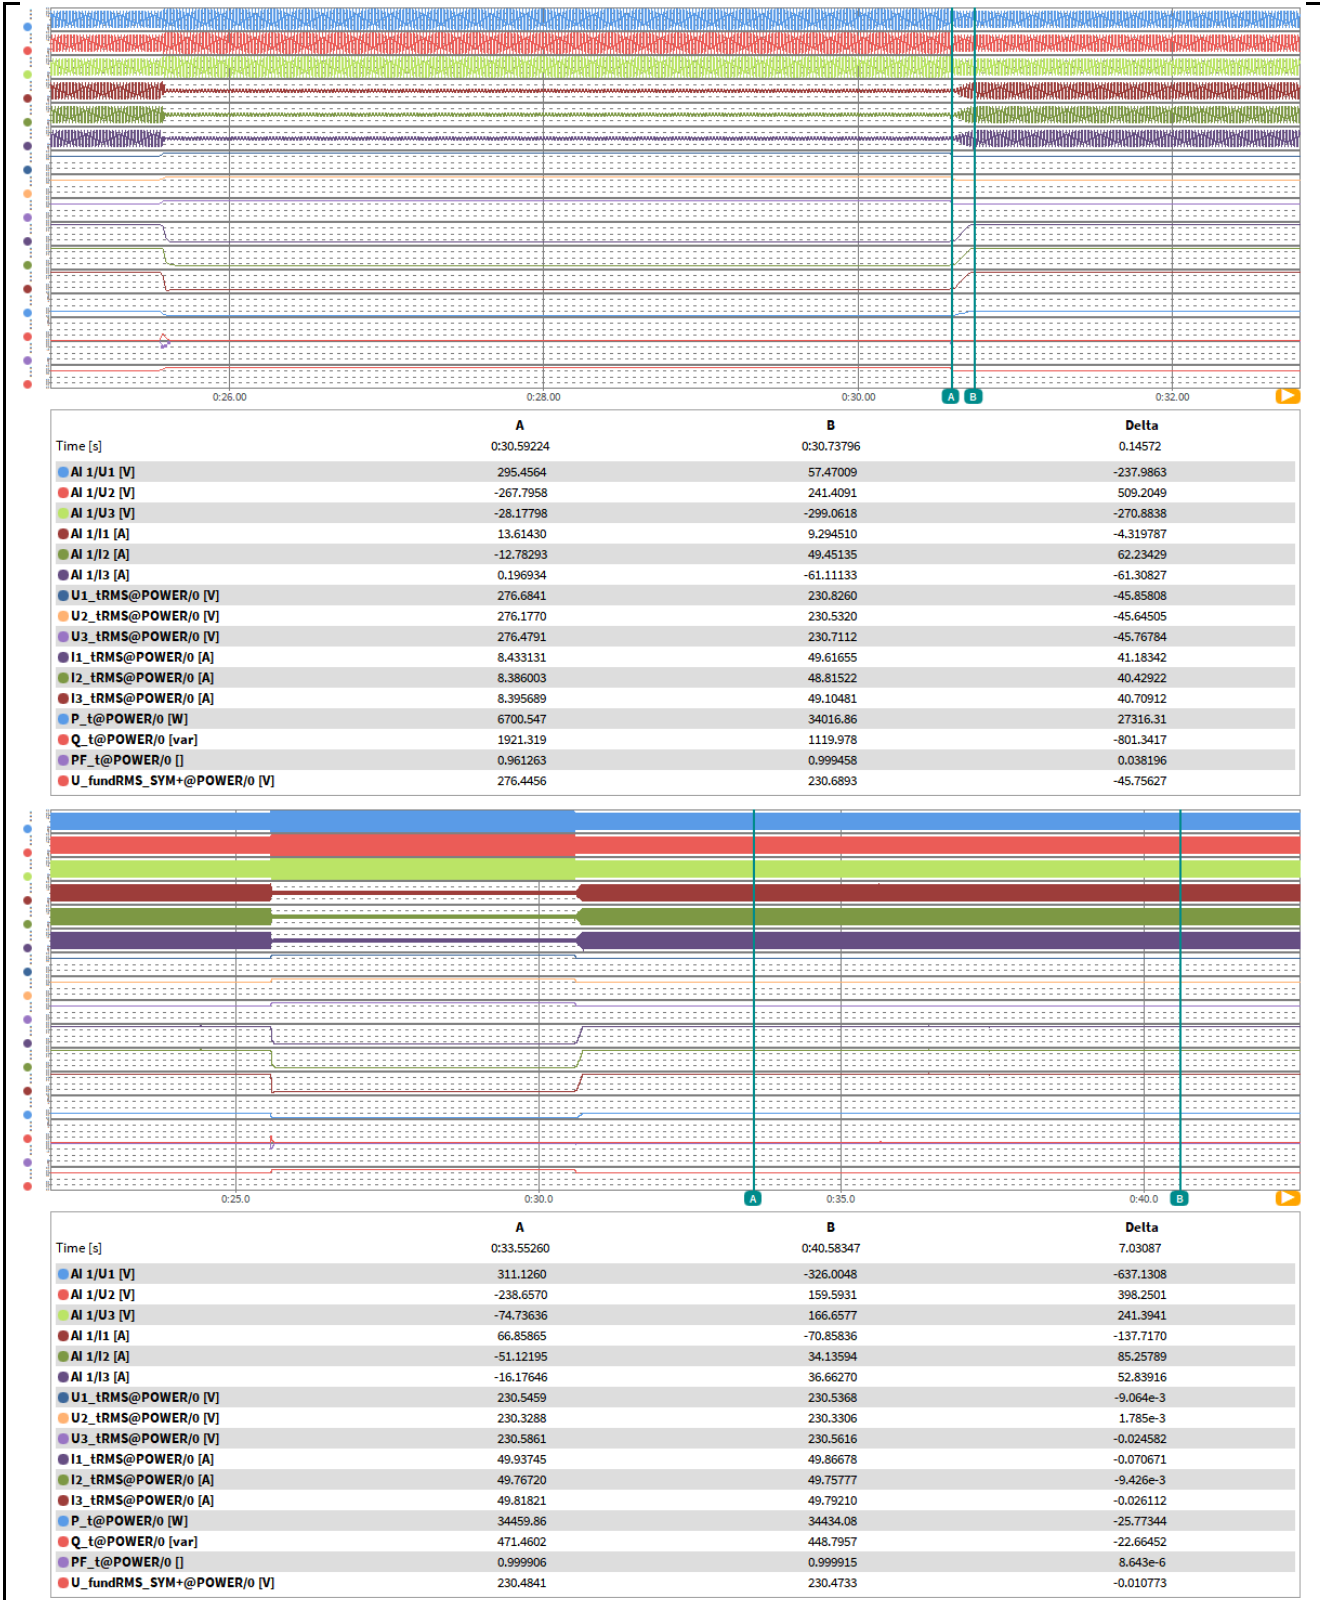 0:26.00 0:28.00 0:30.00 A B 0:32.00
A B Delta
Time [s] 0:30.59224 0:30.73796 0.14572
AI 1/U1 [V] 295.4564 57.47009 -237.9863
AI 1/U2 [V] -267.7958 241.4091 509.2049
AI 1/U3 [V] -28.17798 -299.0618 -270.8838
AI 1/I1 [A] 13.61430 9.294510 -4.319787
AI 1/I2 [A] -12.78293 49.45135 62.23429
AI 1/I3 [A] 0.196934 -61.11133 -61.30827
U1_tRMS@POWER/0 [V] 276.6841 230.8260 -45.85808
U2_tRMS@POWER/0 [V] 276.1770 230.5320 -45.64505
U3_tRMS@POWER/0 [V] 276.4791 230.7112 -45.76784
I1_tRMS@POWER/0 [A] 8.433131 49.61655 41.18342
I2_tRMS@POWER/0 [A] 8.386003 48.81522 40.42922
I3_tRMS@POWER/0 [A] 8.395689 49.10481 40.70912
P_t@POWER/0 [W] 6700.547 34016.86 27316.31
Q_t@POWER/0 [var] 1921.319 1119.978 -801.3417
PF_t@POWER/0 [] 0.961263 0.999458 0.038196
U_fundRMS_SYM+@POWER/0 [V] 276.4456 230.6893 -45.75627
0:25.0 0:30.0 A 0:35.0 0:40.0 B
A B Delta
Time [s] 0:33.55260 0:40.58347 7.03087
AI 1/U1 [V] 311.1260 -326.0048 -637.1308
AI 1/U2 [V] -238.6570 159.5931 398.2501
AI 1/U3 [V] -74.73636 166.6577 241.3941
AI 1/I1 [A] 66.85865 -70.85836 -137.7170
AI 1/I2 [A] -51.12195 34.13594 85.25789
AI 1/I3 [A] -16.17646 36.66270 52.83916
U1_tRMS@POWER/0 [V] 230.5459 230.5368 -9.064e-3
U2_tRMS@POWER/0 [V] 230.3288 230.3306 1.785e-3
U3_tRMS@POWER/0 [V] 230.5861 230.5616 -0.024582
I1_tRMS@POWER/0 [A] 49.93745 49.86678 -0.070671
I2_tRMS@POWER/0 [A] 49.76720 49.75777 -9.426e-3
I3_tRMS@POWER/0 [A] 49.81821 49.79210 -0.026112
P_t@POWER/0 [W] 34459.86 34434.08 -25.77344
Q_t@POWER/0 [var] 471.4602 448.7957 -22.66452
PF_t@POWER/0 [] 0.999906 0.999915 8.643e-6
U_fundRMS_SYM+@POWER/0 [V] 230.4841 230.4733 -0.010773